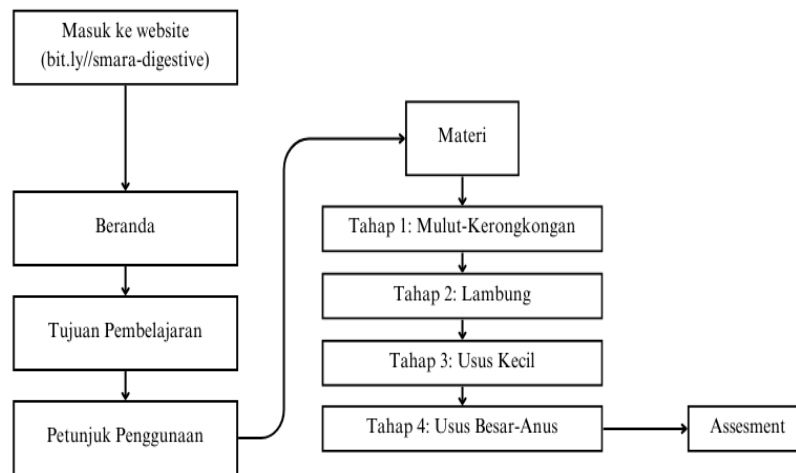 Masuk ke website
(bit.ly//smara-digestive)
Beranda
Tujuan Pembelajaran
Petunjuk Penggunaan
Materi
Tahap 1: Mulut-Kerongkongan
Tahap 2: Lambung
Tahap 3: Usus Kecil
Tahap 4: Usus Besar-Anus
Assesment